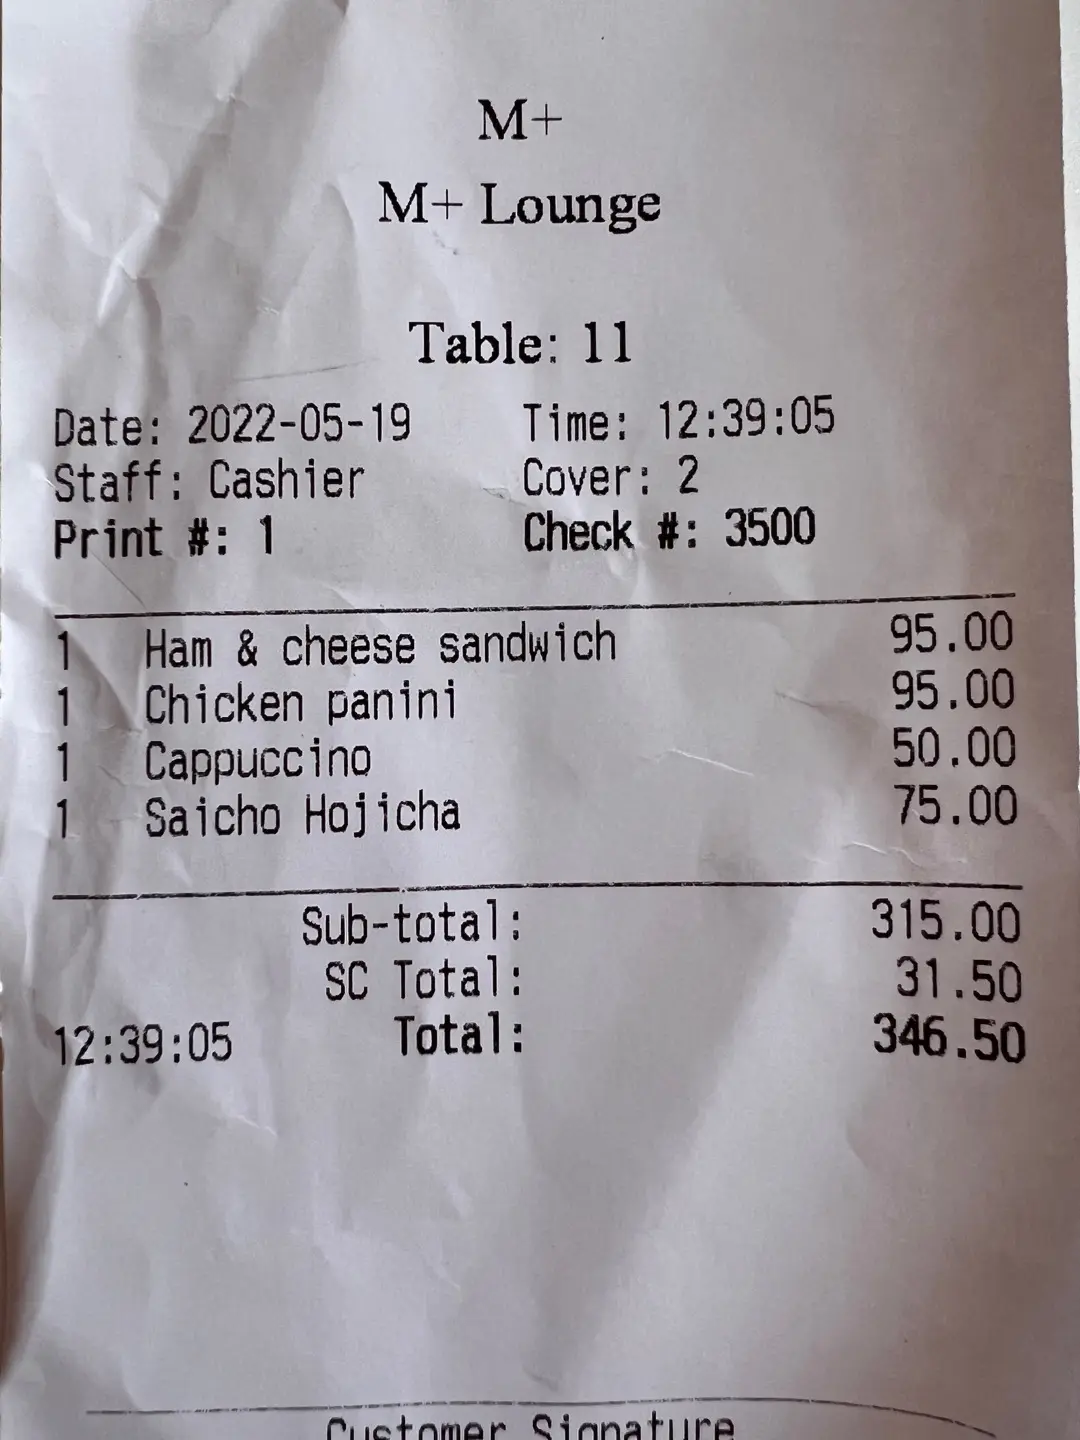 M+
M+ Lounge
Table: 11
Date: 2022-05-19 Time: 12:39:05
Staff: Cashier Cover: 2
Print #: 1 Check #: 3500
1 Ham & cheese sandwich 95.00
1 Chicken panini 95.00
1 Cappuccino 50.00
1 Saicho Hojicha 75.00
Sub-total: 315.00
SC Total: 31.50
12:39:05 Total: 346.50
Customer Signature